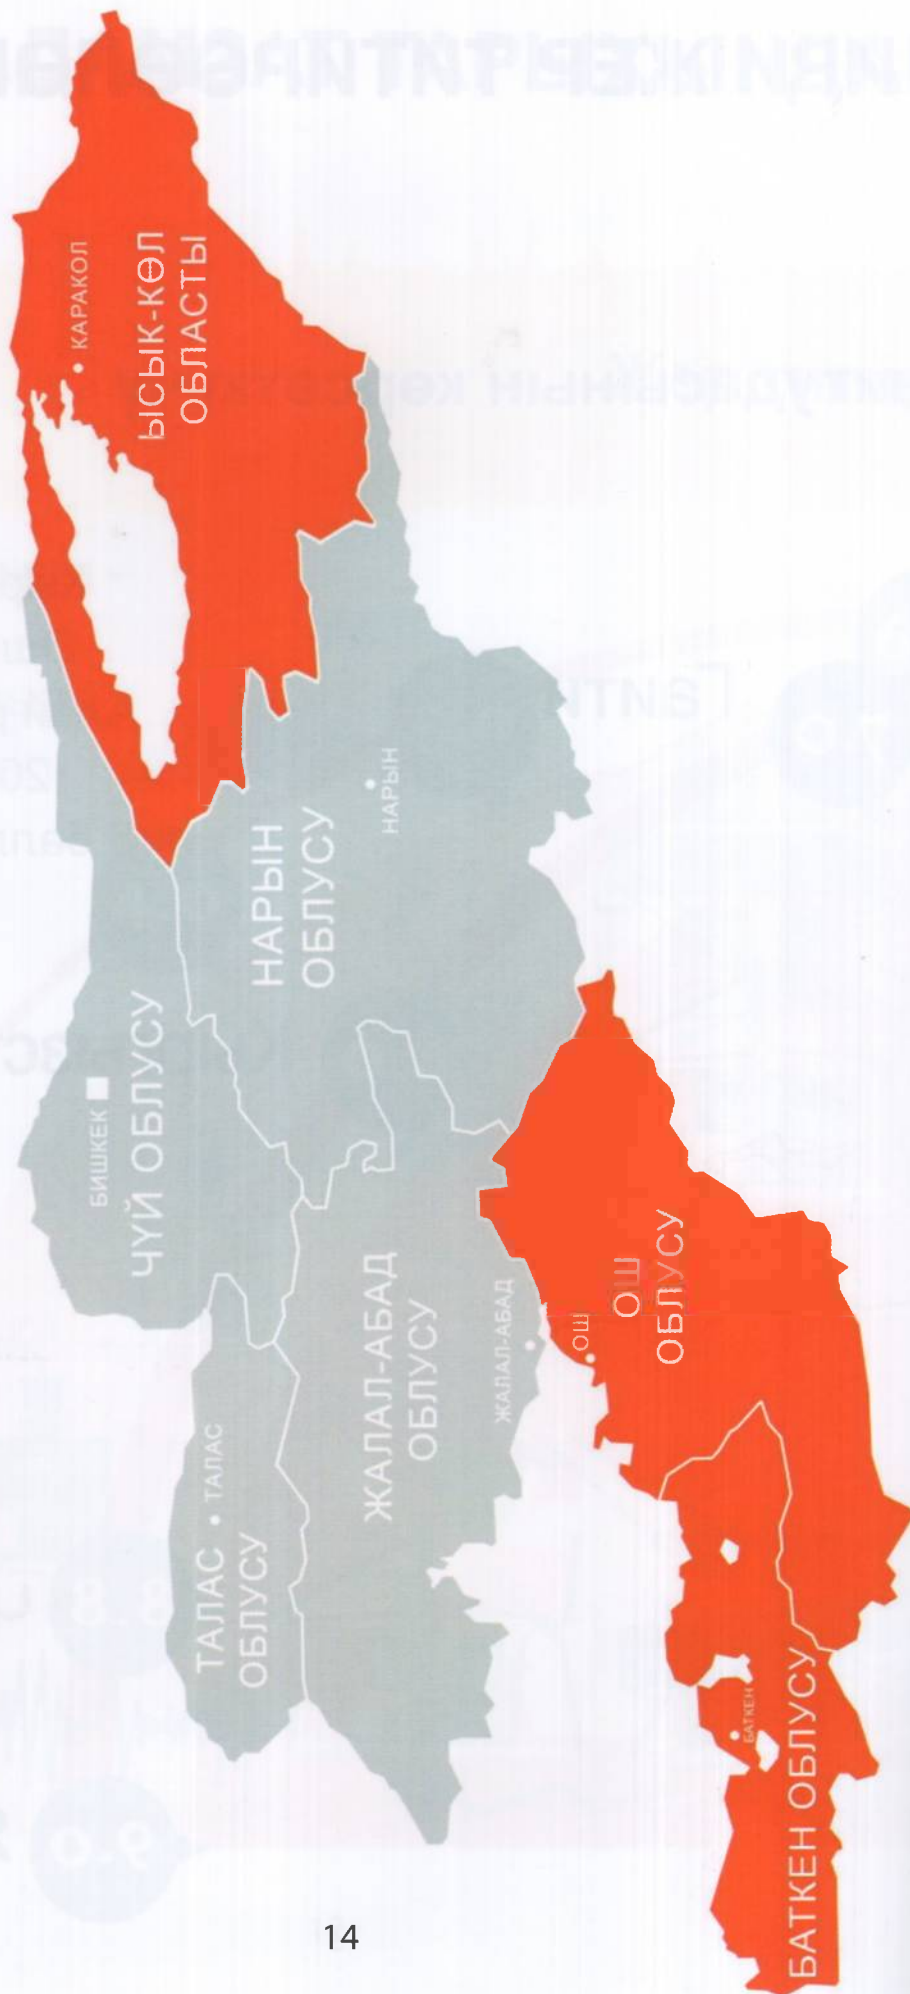 КАРАКОЛ
ЫСЫК-КӨЛ
ОБЛАСТЫ
НАРЫН
ОБЛУСУ
НАРЫН
БИШКЕК
ЧҮЙ ОБЛУСУ
ТАЛАС
ТАЛАС
ОБЛУСУ
ЖАЛАЛ-АБАД
ОБЛУСУ
ЖАЛАЛ-АБАД
ОШ
ОШ
ОБЛУСУ
БАТКЕН
БАТКЕН ОБЛУСУ
14